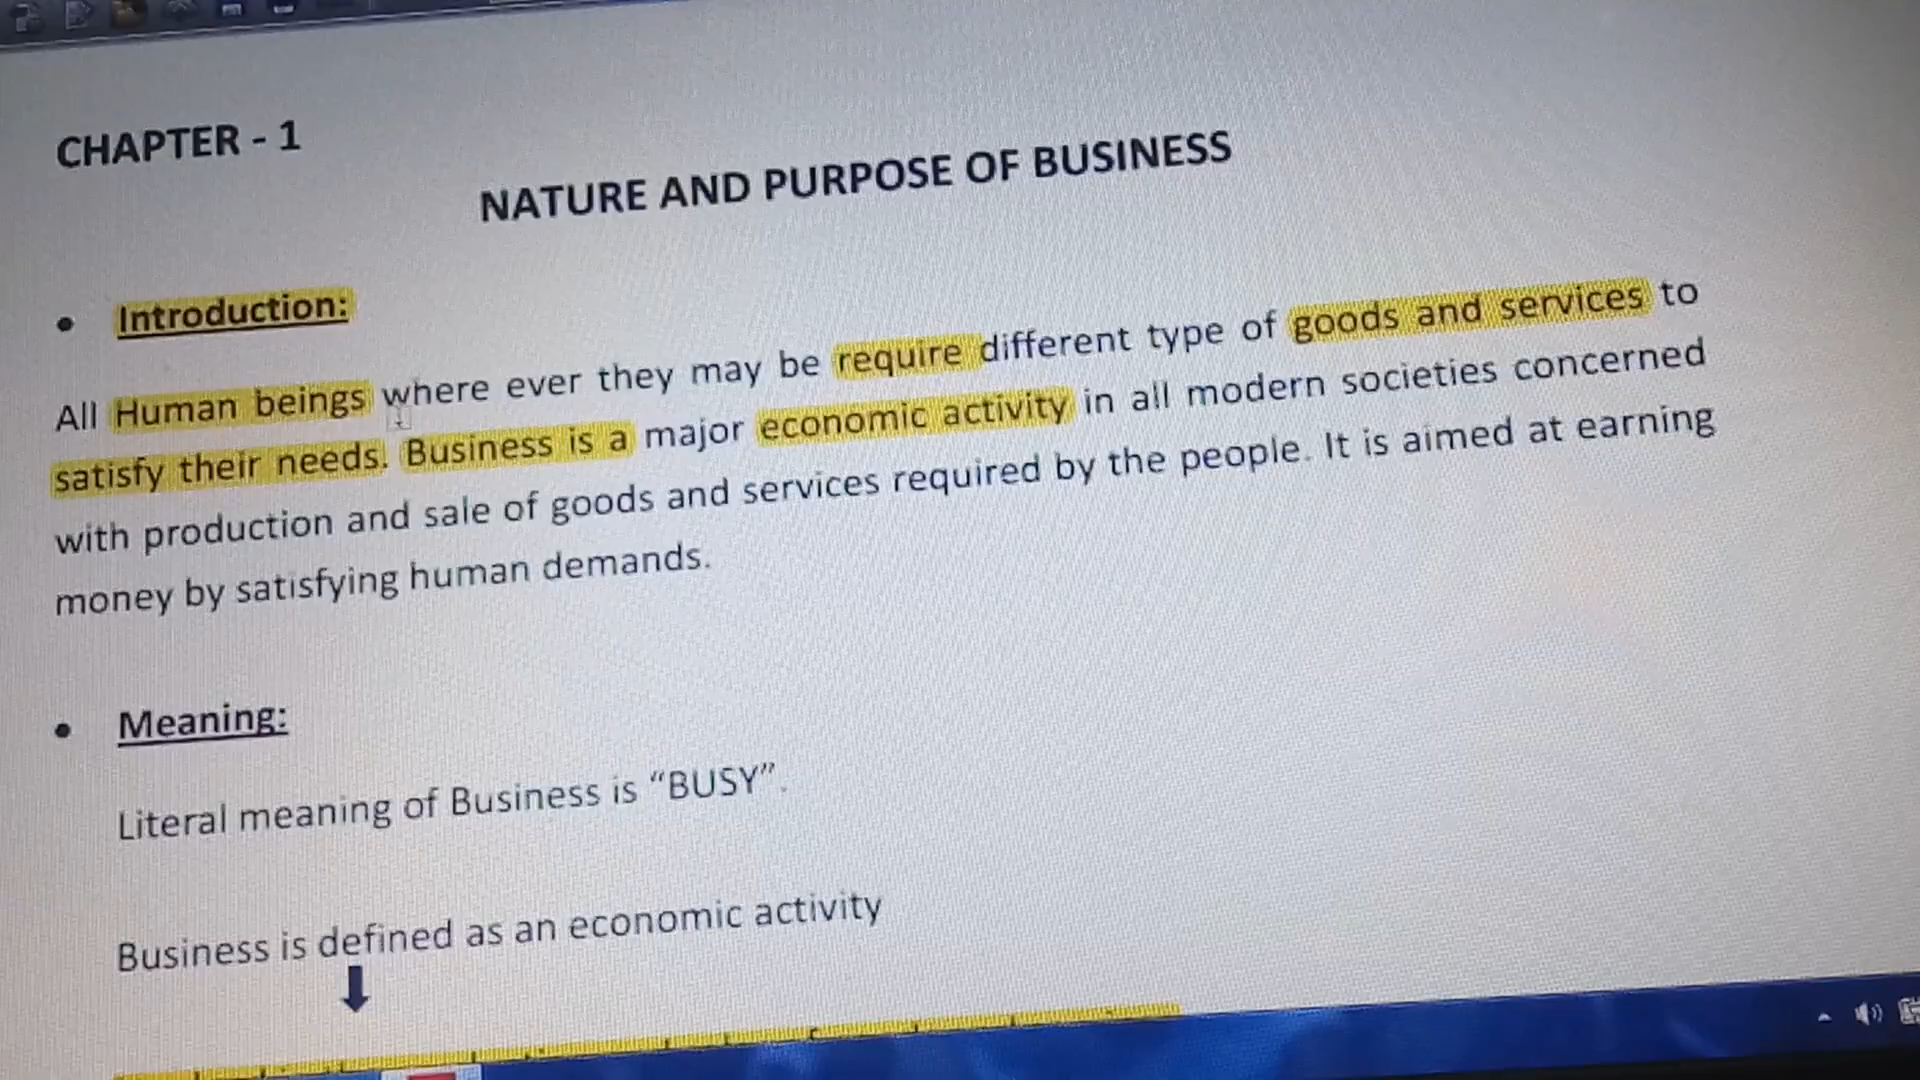 CHAPTER - 1
NATURE AND PURPOSE OF BUSINESS
• Introduction:
All Human beings where ever they may be require different type of goods and services to
satisfy their needs. Business is a major economic activity in all modern societies concerned
with production and sale of goods and services required by the people. It is aimed at earning
money by satisfying human demands.
• Meaning:
Literal meaning of Business is “BUSY”.
Business is defined as an economic activity